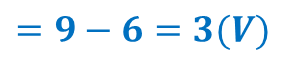 = 9 − 6 = 3(V)